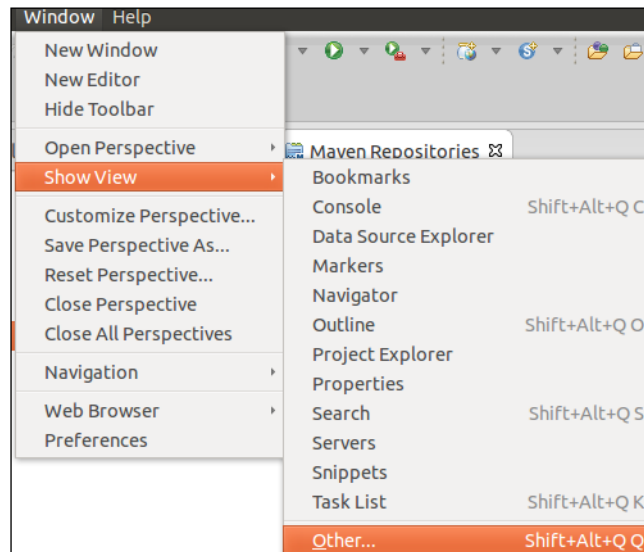 Window Help
New Window
New Editor
Hide Toolbar
Open Perspective
Show View
Customize Perspective...
Save Perspective As...
Reset Perspective...
Close Perspective
Close All Perspectives
Navigation
Web Browser
Preferences
Maven Repositories
Bookmarks
Console Shift+Alt+Q C
Data Source Explorer
Markers
Navigator
Outline Shift+Alt+Q O
Project Explorer
Properties
Search Shift+Alt+Q S
Servers
Snippets
Task List Shift+Alt+Q K
Other... Shift+Alt+Q Q